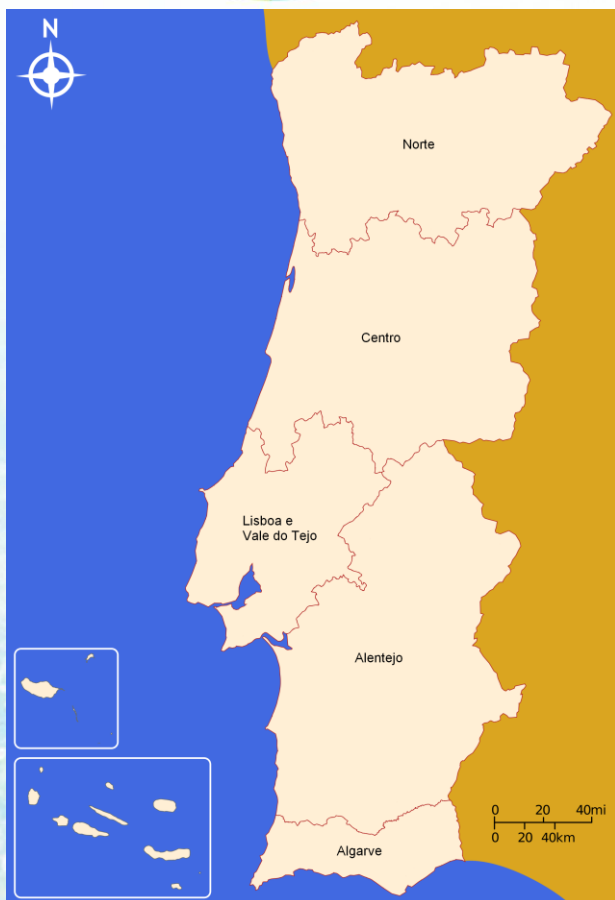 N
Norte
Centro
Lisboa e
Vale do Tejo
Alentejo
0 20 40mi
0 20 40km
Algarve